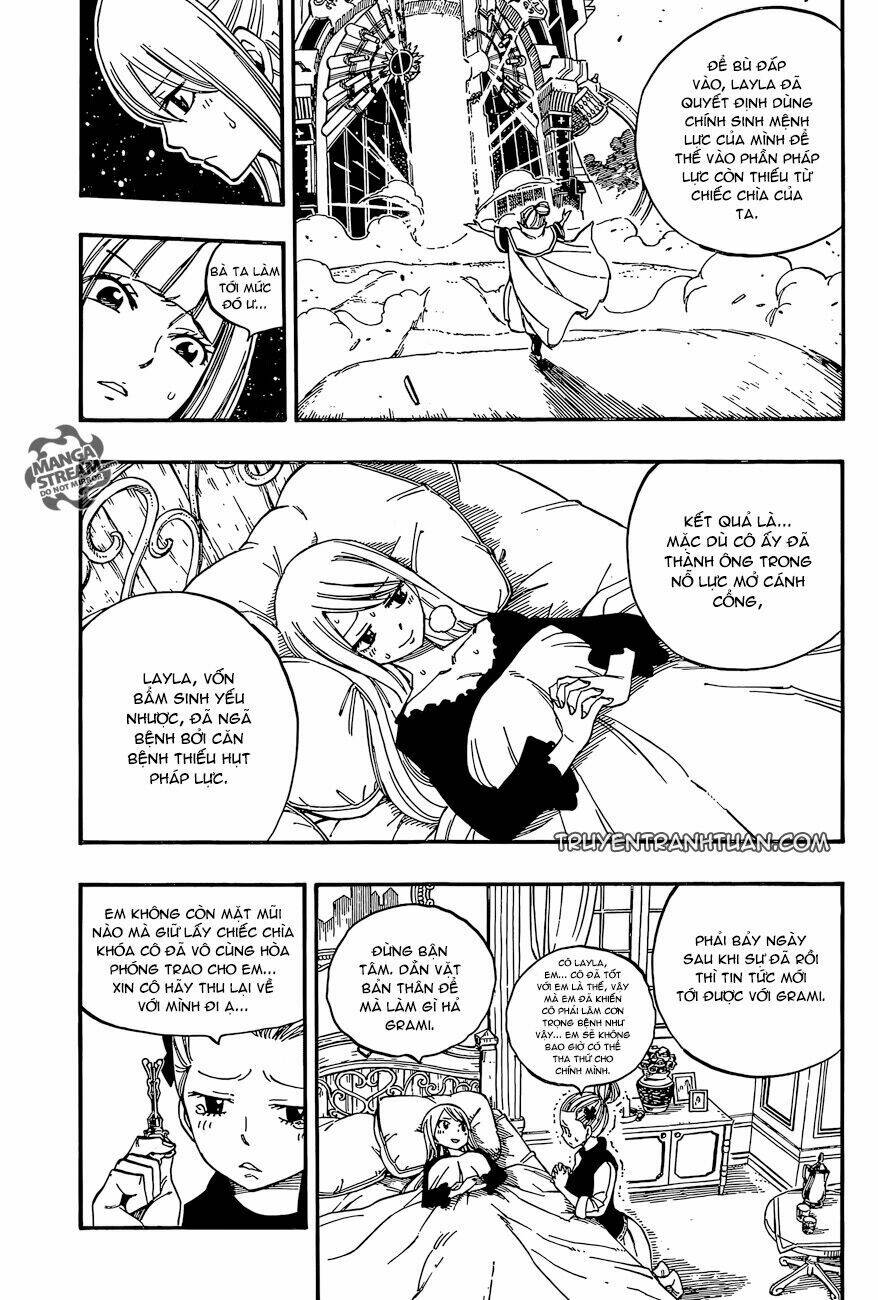 ĐỂ BÙ ĐẮP
VÀO, LAYLA ĐÃ
QUYẾT ĐỊNH DÙNG
CHÍNH SINH MỆNH
LỰC CỦA MÌNH ĐỂ
THẾ VÀO PHẦN PHÁP
LỰC CÒN THIẾU TỪ
CHIẾC CHÌA CỦA
TA.
BÀ TA LÀM
TỚI MỨC
ĐÓ Ư...
MANGA
STREAM.com
DO NOT MIRROR!
KẾT QUẢ LÀ...
MẶC DÙ CÔ ẤY ĐÃ
THÀNH ÔNG TRONG
NỖ LỰC MỞ CÁNH
CỔNG,
LAYLA, VỐN
BẨM SINH YẾU
NHƯỢC, ĐÃ NGÃ
BỆNH BỞI CĂN
BỆNH THIẾU HỤT
PHÁP LỰC.
TRUYENTRANHTUAN.COM
PHẢI BẢY NGÀY
SAU KHI SỰ ĐÃ RỒI
THÌ TIN TỨC MỚI
TỚI ĐƯỢC VỚI GRAMI.
CÔ LAYLA,
EM... CÔ ĐÃ TỐT
VỚI EM LÀ THẾ, VẬY
MÀ EM ĐÃ KHIẾN
CÔ PHẢI LÂM CƠN
TRỌNG BỆNH NHƯ
VẬY... EM SẼ KHÔNG
BAO GIỜ CÓ THỂ
THA THỨ CHO
CHÍNH MÌNH.
ĐỪNG BẬN
TÂM. DẰN VẶT
BẢN THÂN ĐỂ
MÀ LÀM GÌ HẢ
GRAMI.
EM KHÔNG CÒN MẶT MŨI
NÀO MÀ GIỮ LẤY CHIẾC CHÌA
KHÓA CÔ ĐÃ VÔ CÙNG HÒA
PHÓNG TRAO CHO EM...
XIN CÔ HÃY THU LẠI VỀ
VỚI MÌNH ĐI Ạ...